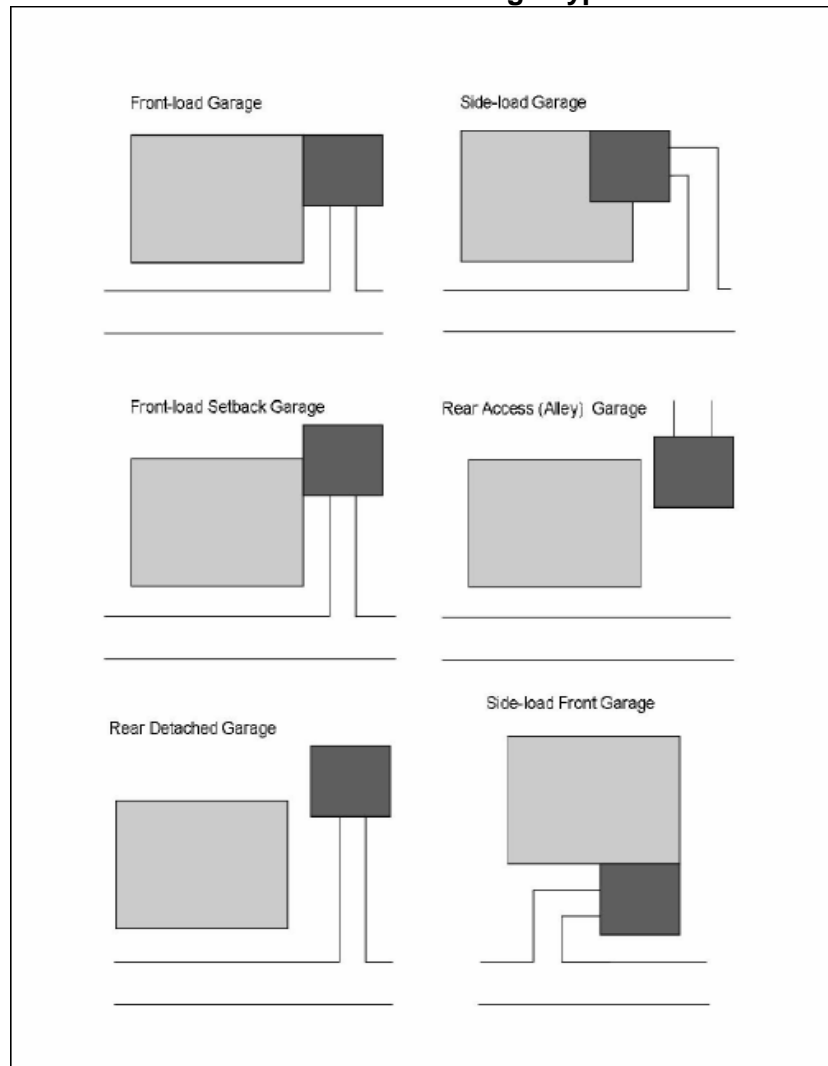 Front-load Garage
Side-load Garage
Front-load Setback Garage
Rear Access (Alley) Garage
Rear Detached Garage
Side-load Front Garage